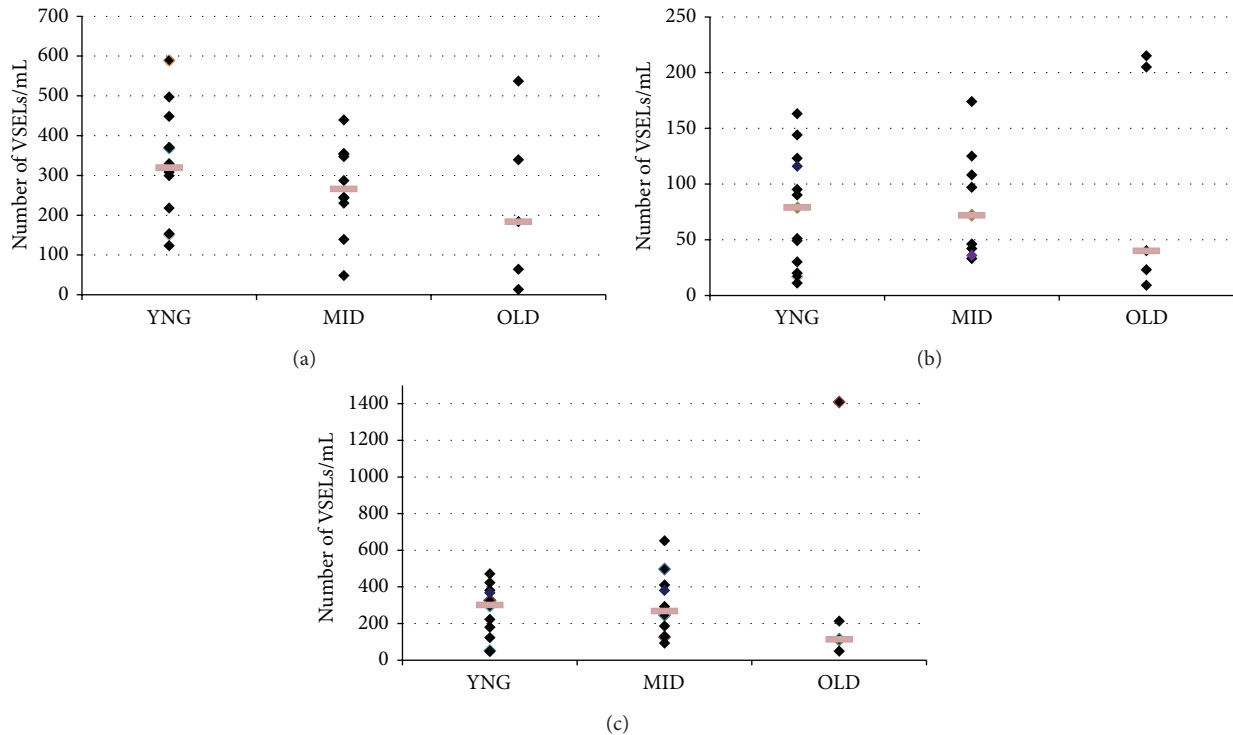 Number of VSELs/mL
700
600
500
400
300
200
100
0
YNG MID OLD
(a)
Number of VSELs/mL
250
200
150
100
50
0
YNG MID OLD
(b)
Number of VSELs/mL
1400
1200
1000
800
600
400
200
0
YNG MID OLD
(c)